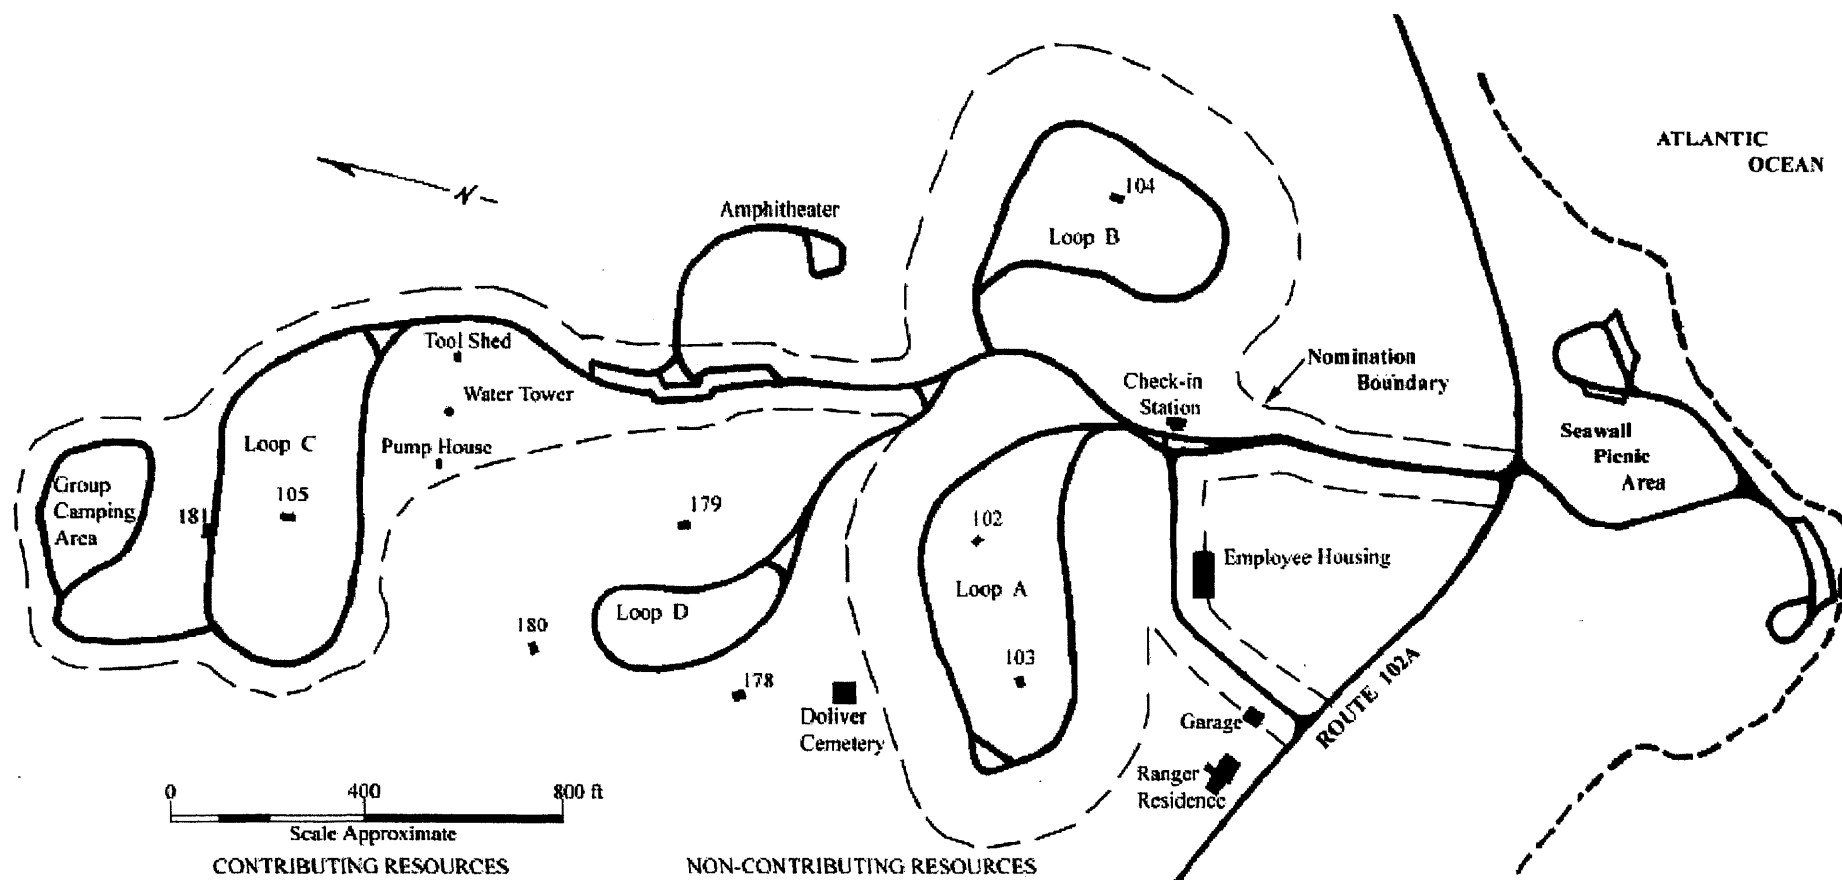 ATLANTIC
OCEAN
104
N
Amphitheater
Loop B
Tool Shed
Nomination
Boundary
Check-in
Station
Water Tower
Loop C
Pump House
Seawall
Picnic
Area
Group
Camping
Area
105
181
179
102
Employee Housing
Loop A
Loop D
180
103
178
ROUTE 102A
Doliver
Cemetery
Garage
Ranger
Residence
0 400 800 ft
Scale Approximate
CONTRIBUTING RESOURCES NON-CONTRIBUTING RESOURCES